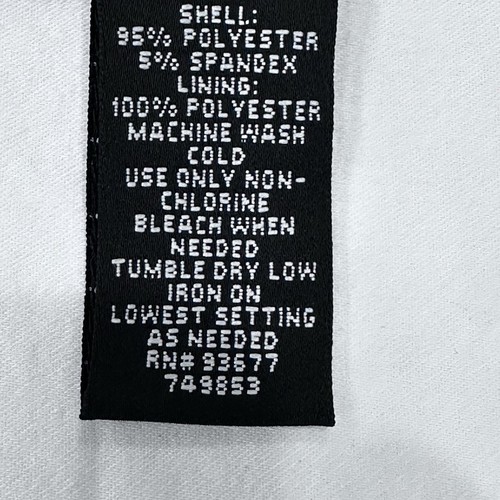 SHELL:
95% POLYESTER
5% SPANDEX
LINING:
100% POLYESTER
MACHINE WASH
COLD
USE ONLY NON-
CHLORINE
BLEACH WHEN
NEEDED
TUMBLE DRY LOW
IRON ON
LOWEST SETTING
AS NEEDED
RN# 93677
749853